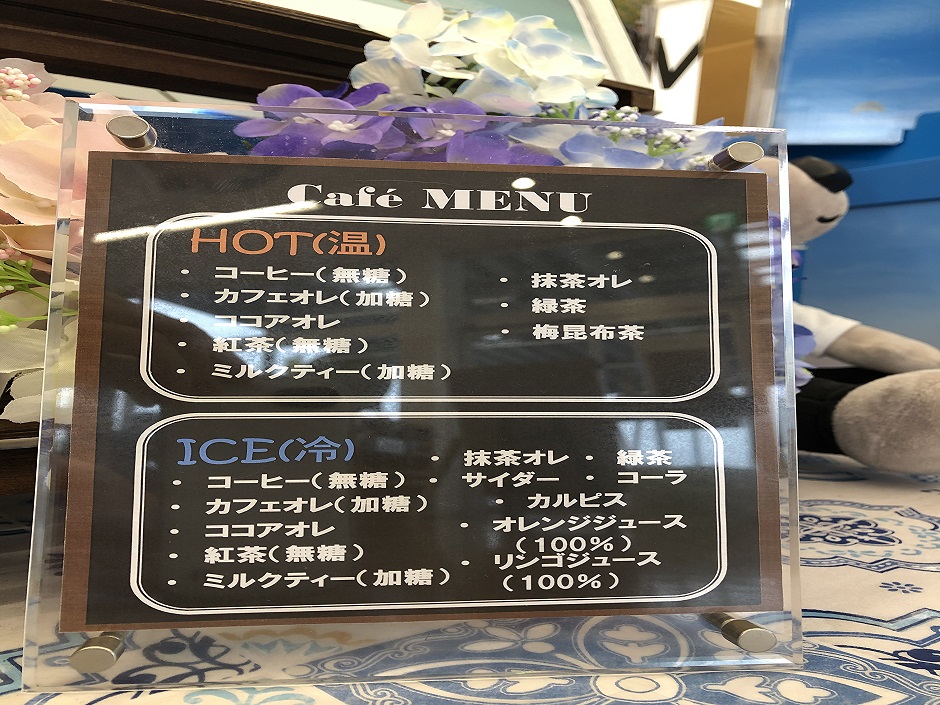 Café MENU
HOT(温)
・ コーヒー(無糖)
・ カフェオレ(加糖)
・ ココアオレ
・ 紅茶(無糖)
・ ミルクティー(加糖)
・ 抹茶オレ
・ 緑茶
・ 梅昆布茶
ICE(冷)
・ コーヒー(無糖)
・ カフェオレ(加糖)
・ ココアオレ
・ 紅茶(無糖)
・ ミルクティー(加糖)
・ 抹茶オレ ・ 緑茶
・ サイダー ・ コーラ
・ カルピス
・ オレンジジュース
(100%)
・ リンゴジュース
(100%)